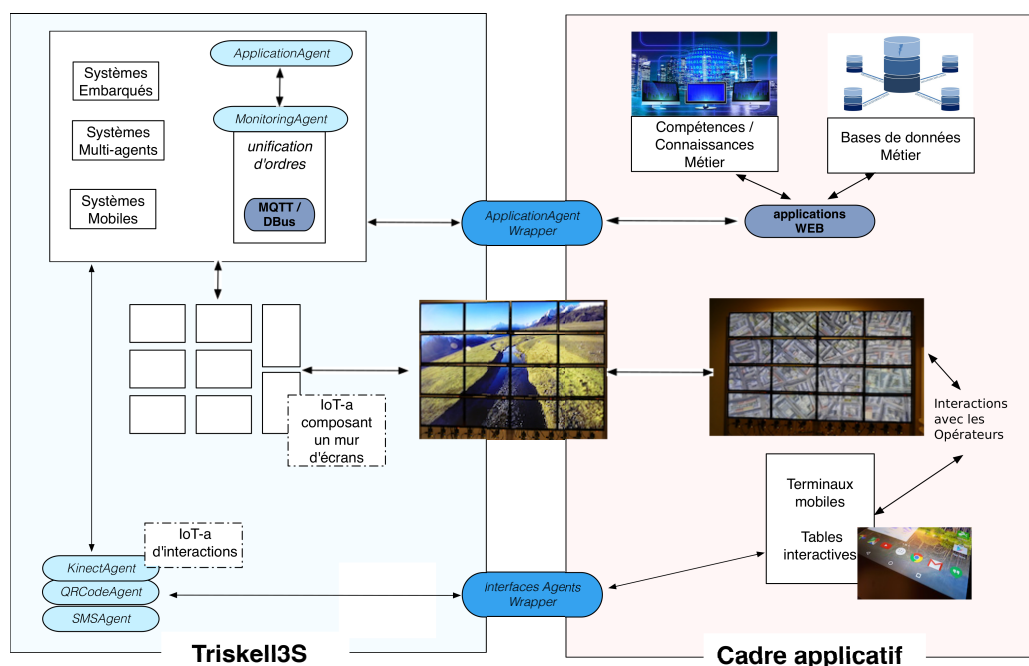 ApplicationAgent
Systèmes
Embarqués
MonitoringAgent
Systèmes
Multi-agents
unification
d'ordres
Systèmes
Mobiles
MQTT /
DBus
ApplicationAgent
Wrapper
Compétences /
Connaissances
Métier
Bases de données
Métier
applications
WEB
IoT-a
composant
un mur
d'écrans
Interactions
avec les
Opérateurs
Terminaux
mobiles
Tables
interactives
IoT-a
d'interactions
KinectAgent
QRCodeAgent
SMSAgent
Interfaces Agents
Wrapper
Triskell3S
Cadre applicatif